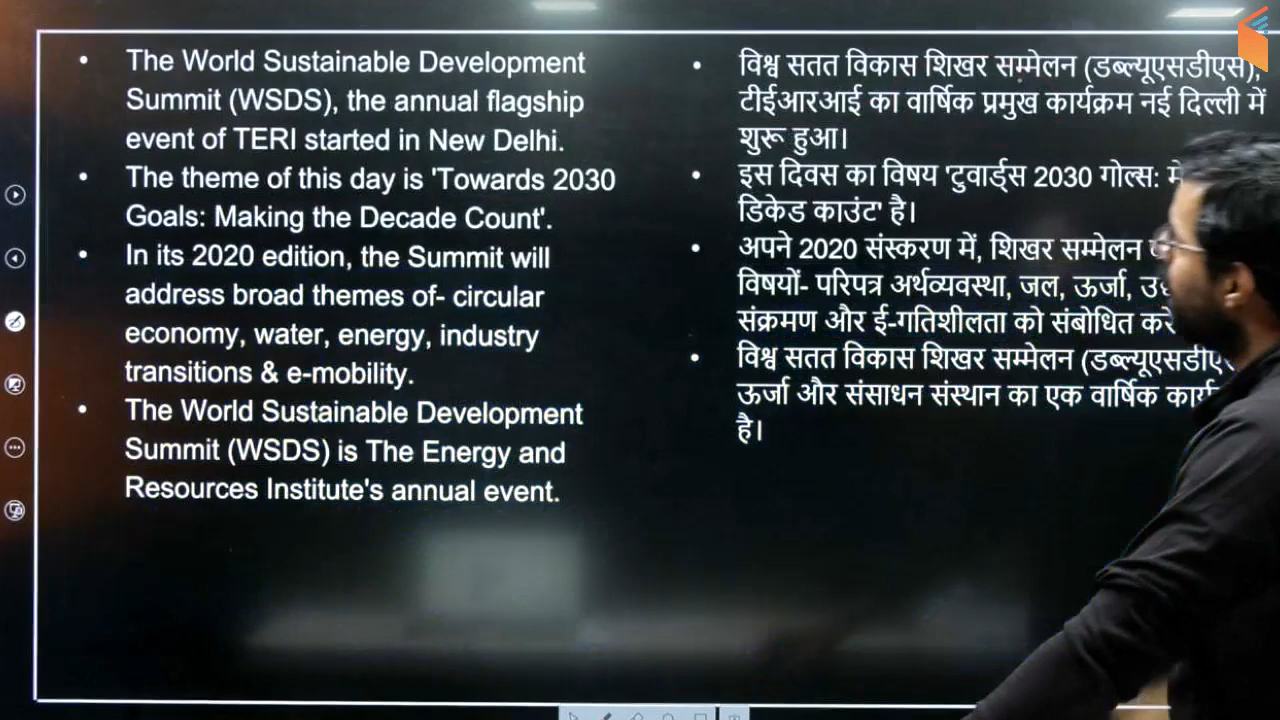 • The World Sustainable Development
Summit (WSDS), the annual flagship
event of TERI started in New Delhi.
• The theme of this day is 'Towards 2030
Goals: Making the Decade Count'.
• In its 2020 edition, the Summit will
address broad themes of- circular
economy, water, energy, industry
transitions & e-mobility.
• The World Sustainable Development
Summit (WSDS) is The Energy and
Resources Institute's annual event.
• विश्व सतत विकास शिखर सम्मेलन (डब्ल्यूएसडीएस),
टीईआरआई का वार्षिक प्रमुख कार्यक्रम नई दिल्ली में
शुरू हुआ।
• इस दिवस का विषय 'टुवार्ड्स 2030 गोल्स:
डिकेड काउंट' है।
• अपने 2020 संस्करण में, शिखर सम्मेलन
विषयों- परिपत्र अर्थव्यवस्था, जल, ऊर्जा,
संक्रमण और ई-गतिशीलता को संबोधित
• विश्व सतत विकास शिखर सम्मेलन
ऊर्जा और संसाधन संस्थान का एक वार्षिक
है।